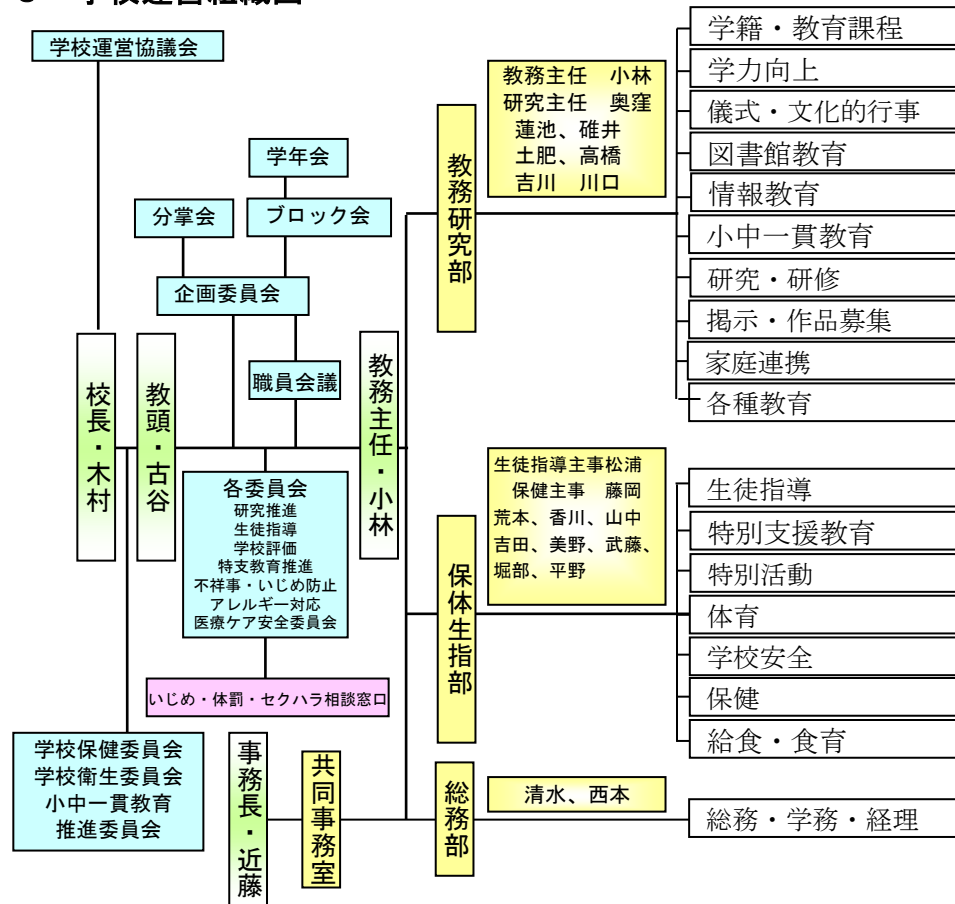 学校運営組織図
学校運営協議会
学年会
分掌会
ブロック会
企画委員会
職員会議
校長・木村
教頭・古谷
教務主任・小林
各委員会
研究推進
生徒指導
学校評価
特支教育推進
不祥事・いじめ防止
アレルギー対応
医療ケア安全委員会
いじめ・体罰・セクハラ相談窓口
学校保健委員会
学校衛生委員会
小中一貫教育
推進委員会
事務長・近藤
共同事務室
教務研究部
教務主任　小林
研究主任　奥窪
蓮池、碓井
土肥、高橋
吉川　川口
学籍・教育課程
学力向上
儀式・文化的行事
図書館教育
情報教育
小中一貫教育
研究・研修
掲示・作品募集
家庭連携
各種教育
保体生指部
生徒指導主事松浦
保健主事　藤岡
荒本、香川、山中
吉田、美野、武藤、
堀部、平野
生徒指導
特別支援教育
特別活動
体育
学校安全
保健
給食・食育
総務部
清水、西本
総務・学務・経理